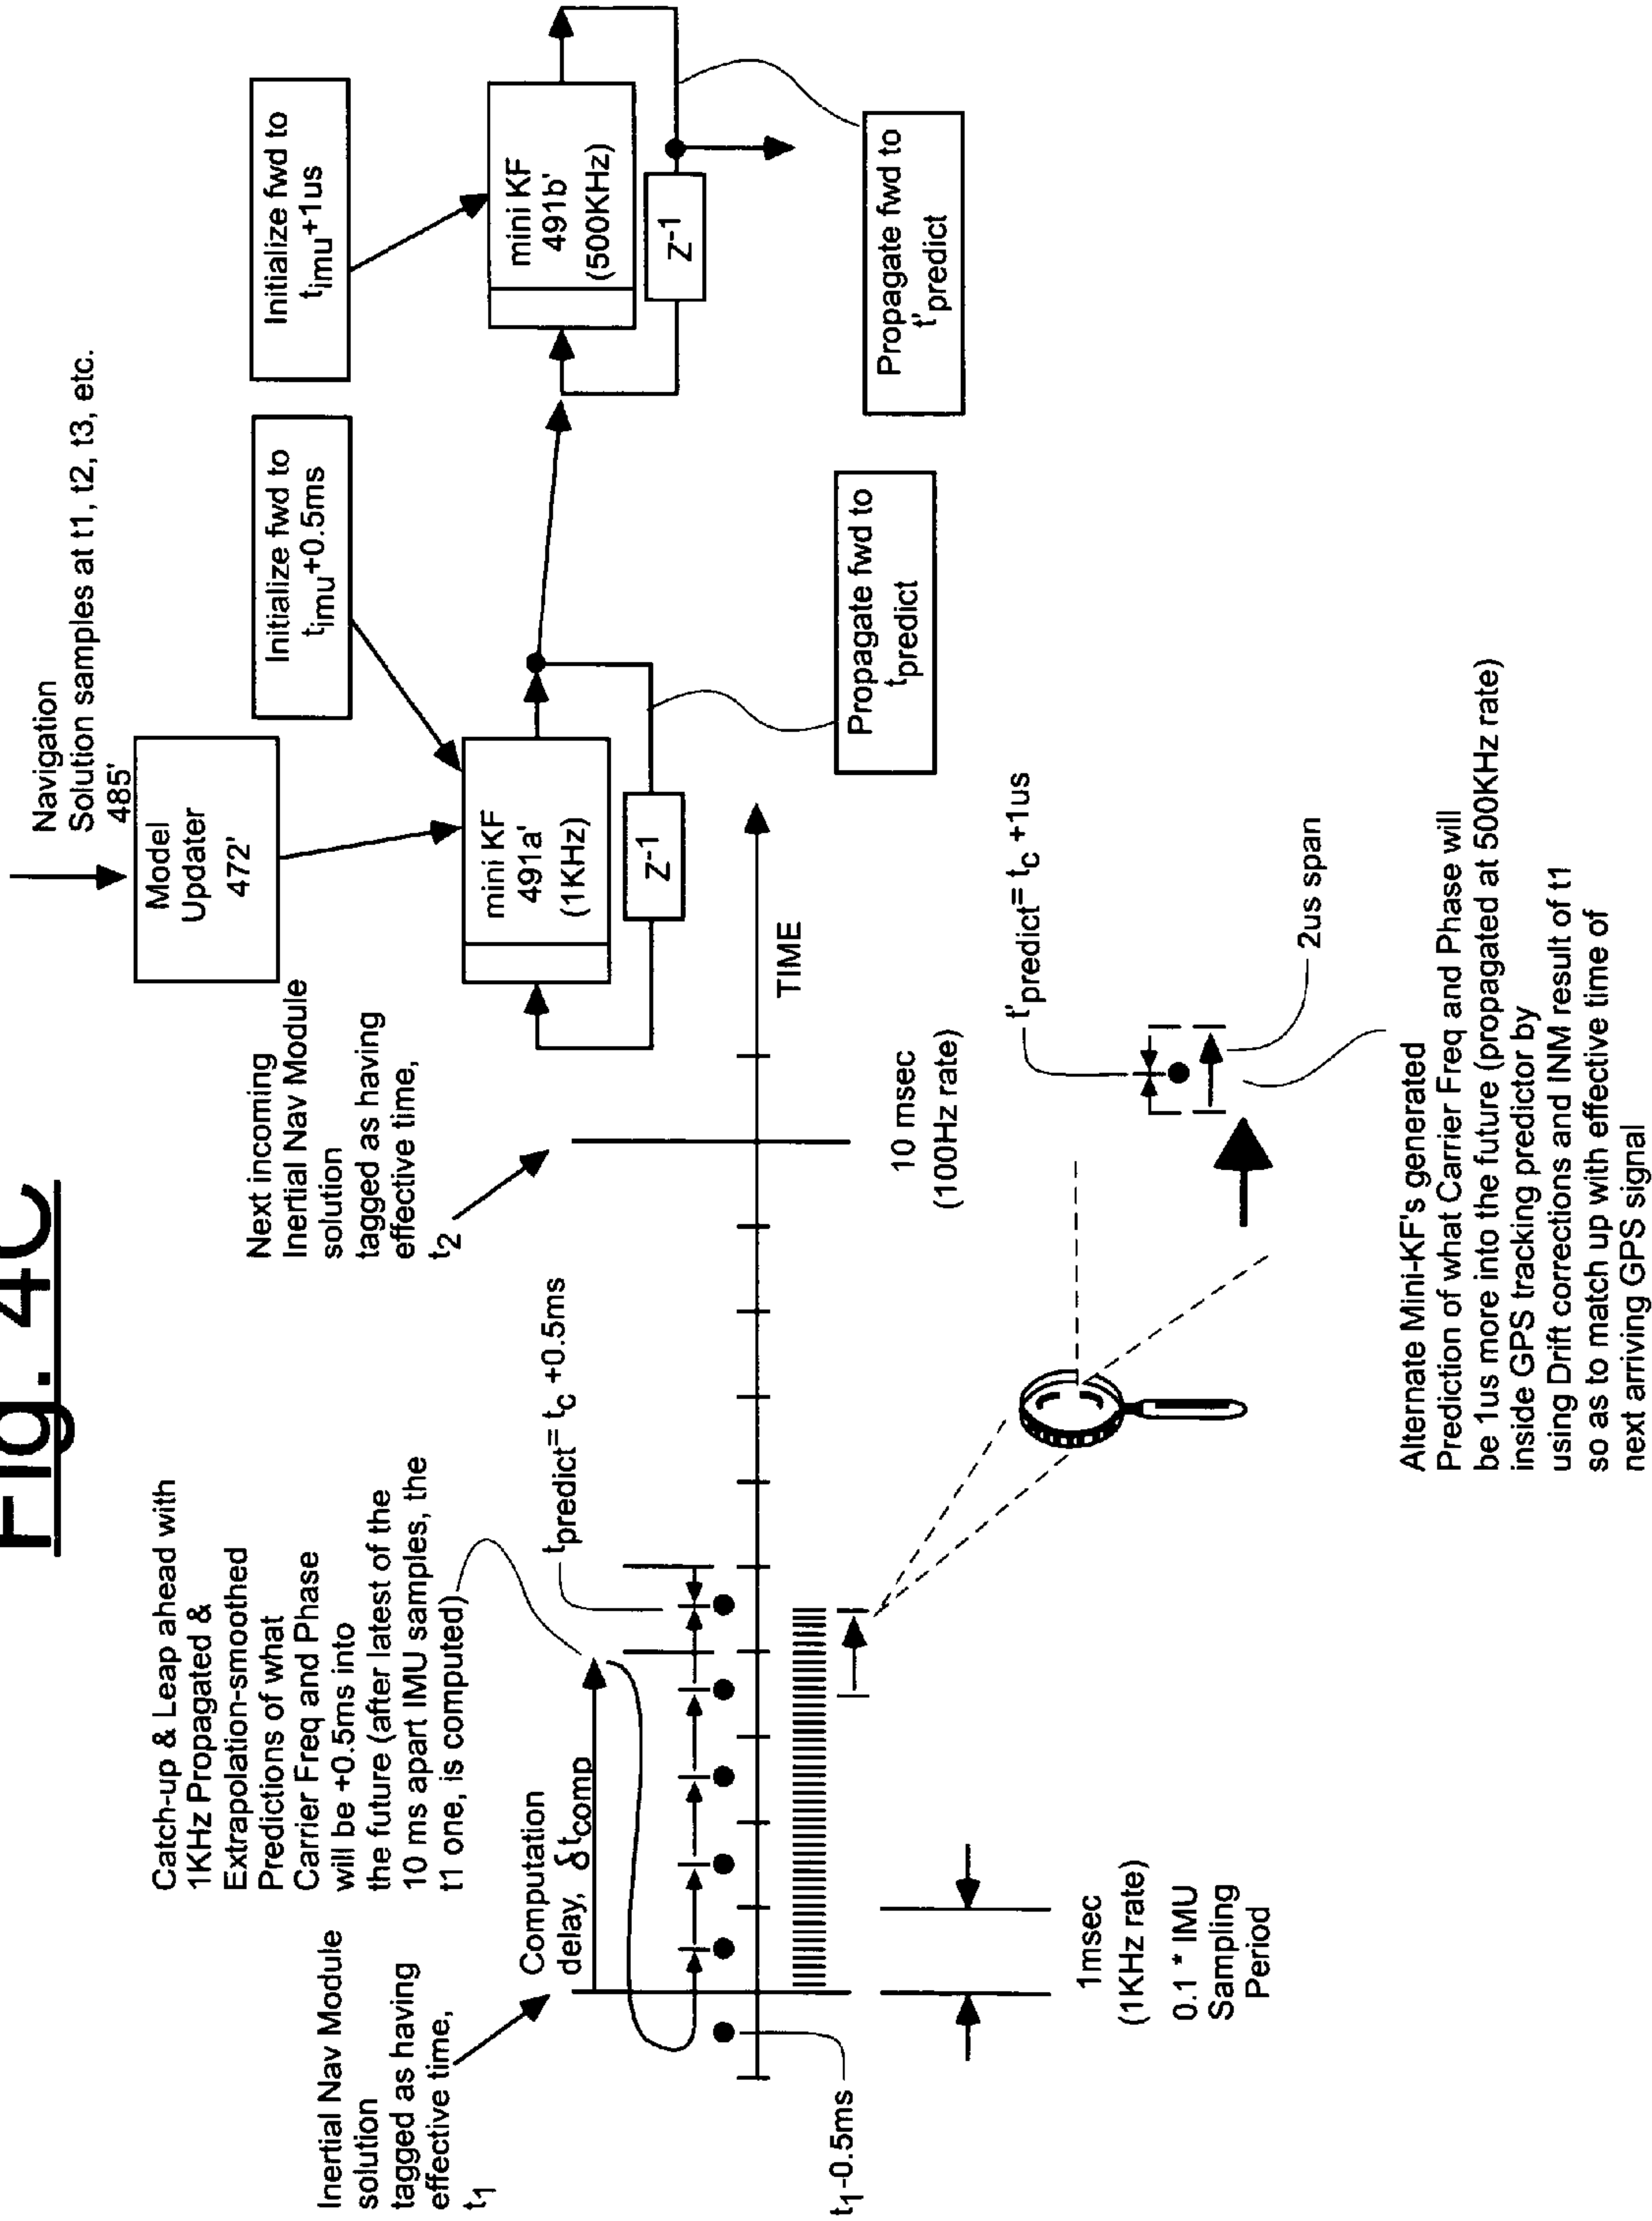 Fig. 4C
Navigation
Solution samples at t1, t2, t3, etc.
485'
Model
Updater
472'
Initialize fwd to
timu+0.5ms
Initialize fwd to
timu+1us
mini KF
491a'
(1KHz)
Z-1
mini KF
491b'
(500KHz)
Z-1
Propagate fwd to
tpredict
Propagate fwd to
t'predict
Inertial Nav Module
solution
tagged as having
effective time,
t1
Catch-up & Leap ahead with
1KHz Propagated &
Extrapolation-smoothed
Predictions of what
Carrier Freq and Phase
will be +0.5ms into
the future (after latest of the
10 ms apart IMU samples, the
t1 one, is computed)
Next incoming
Inertial Nav Module
solution
tagged as having
effective time,
t2
Computation
delay, δtcomp
tpredict= tc +0.5ms
TIME
t1-0.5ms
1msec
(1KHz rate)
0.1 * IMU
Sampling
Period
10 msec
(100Hz rate)
t'predict= tc +1us
2us span
Alternate Mini-KF's generated
Prediction of what Carrier Freq and Phase will
be 1us more into the future (propagated at 500KHz rate)
inside GPS tracking predictor by
using Drift corrections and INM result of t1
so as to match up with effective time of
next arriving GPS signal